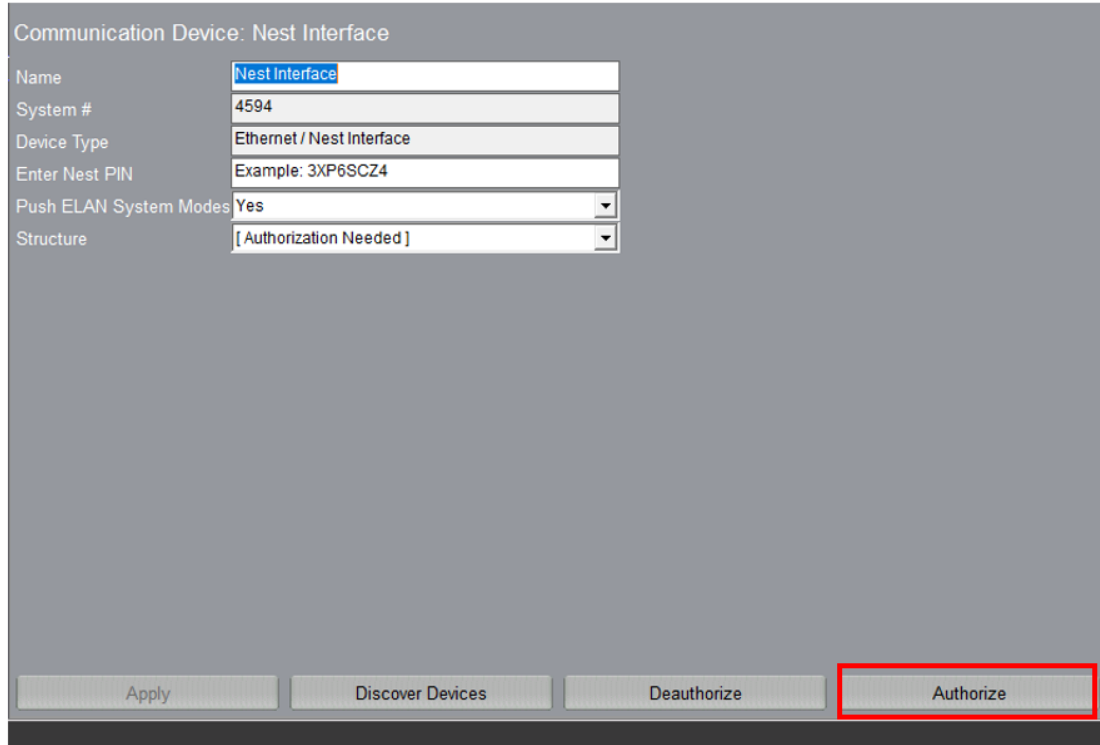 Communication Device: Nest Interface
Name Nest Interface
System # 4594
Device Type Ethernet / Nest Interface
Enter Nest PIN Example: 3XP6SCZ4
Push ELAN System Modes Yes
Structure [ Authorization Needed ]
Apply Discover Devices Deauthorize Authorize